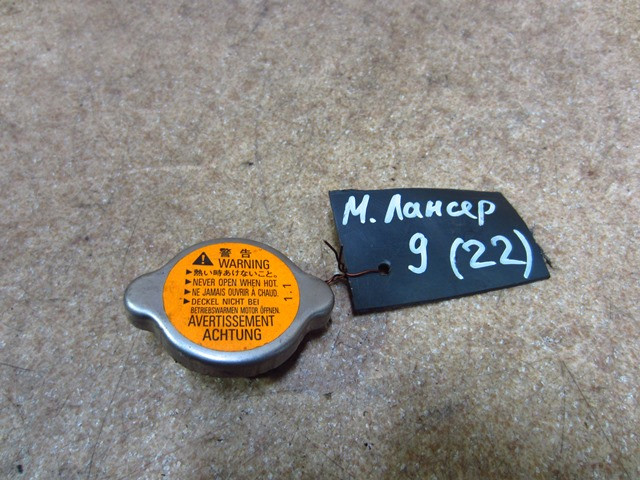 警告
WARNING
▶熱い時あけないこと。
▶NEVER OPEN WHEN HOT.
▶NE JAMAIS OUVRIR À CHAUD.
▶DECKEL NICHT BEI
BETRIEBSWARMEN MOTOR ÖFFNEN.
AVERTISSEMENT
ACHTUNG
1.1
М. Лансер
9 (22)